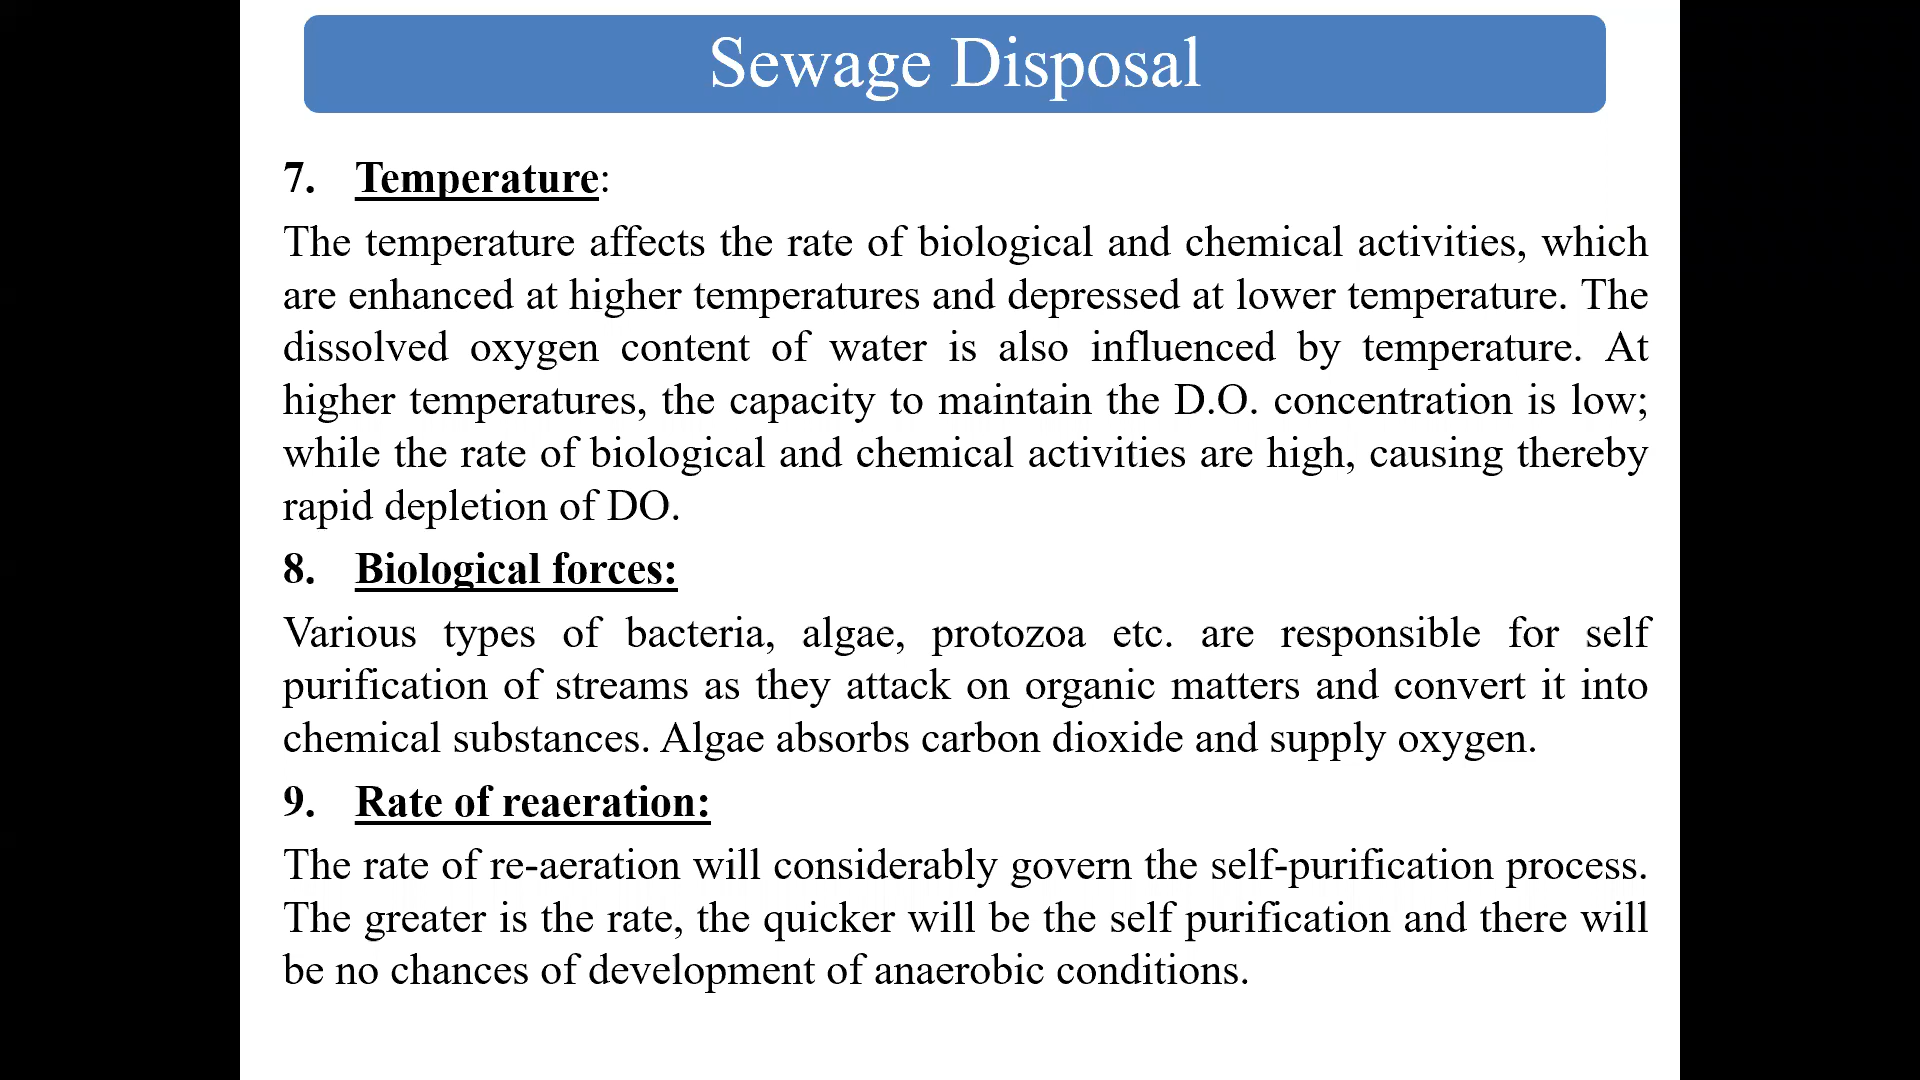 Sewage Disposal
7. Temperature:
The temperature affects the rate of biological and chemical activities, which
are enhanced at higher temperatures and depressed at lower temperature. The
dissolved oxygen content of water is also influenced by temperature. At
higher temperatures, the capacity to maintain the D.O. concentration is low;
while the rate of biological and chemical activities are high, causing thereby
rapid depletion of DO.
8. Biological forces:
Various types of bacteria, algae, protozoa etc. are responsible for self
purification of streams as they attack on organic matters and convert it into
chemical substances. Algae absorbs carbon dioxide and supply oxygen.
9. Rate of reaeration:
The rate of re-aeration will considerably govern the self-purification process.
The greater is the rate, the quicker will be the self purification and there will
be no chances of development of anaerobic conditions.